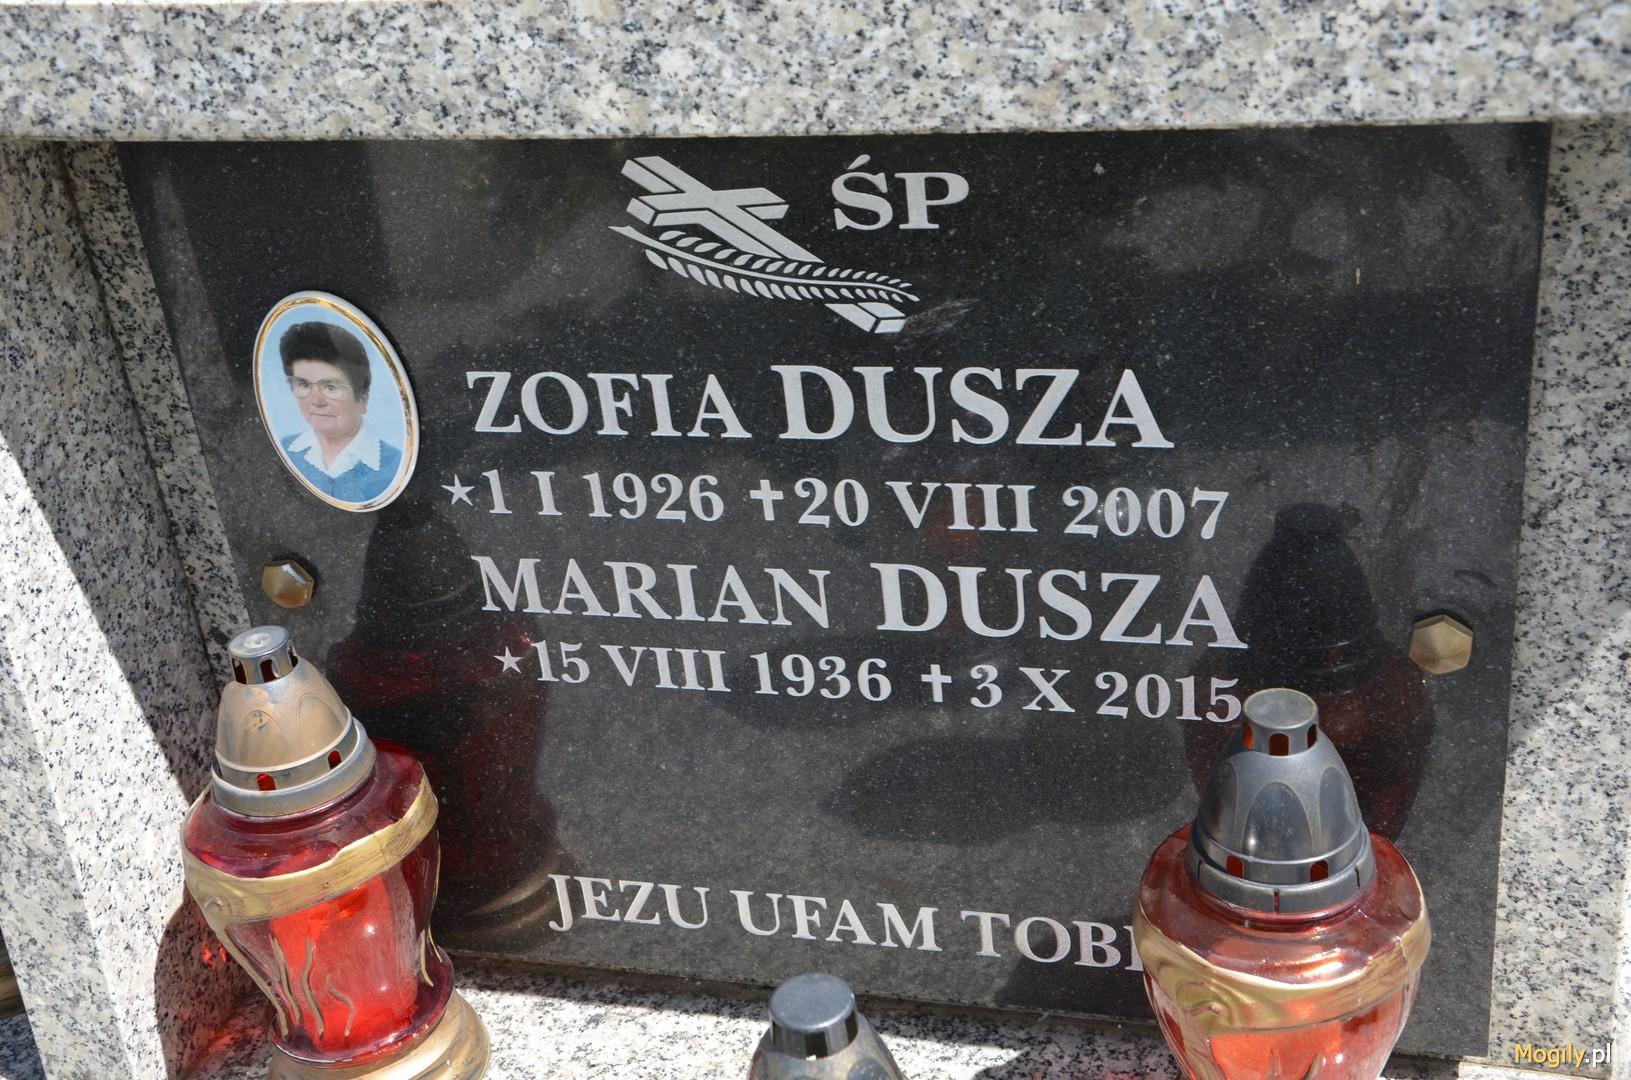 ŚP
ZOFIA DUSZA
★1 I 1926 ✝20 VIII 2007
MARIAN DUSZA
★15 VIII 1936 ✝3 X 2015
JEZU UFAM TOBI
Mogily.pl